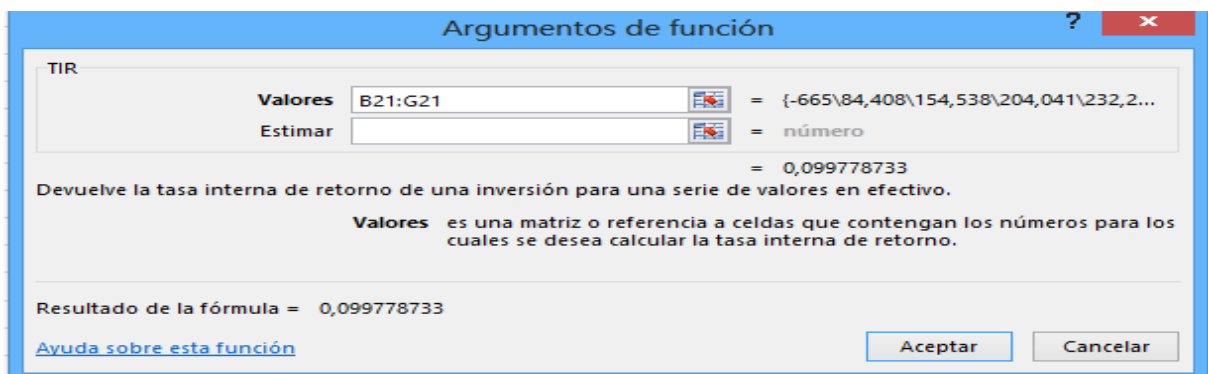 Argumentos de función ? ×
TIR
Valores B21:G21 = {-665\84,408\154,538\204,041\232,2...
Estimar = número
= 0,099778733
Devuelve la tasa interna de retorno de una inversión para una serie de valores en efectivo.
Valores es una matriz o referencia a celdas que contengan los números para los
cuales se desea calcular la tasa interna de retorno.
Resultado de la fórmula = 0,099778733
Ayuda sobre esta función Aceptar Cancelar